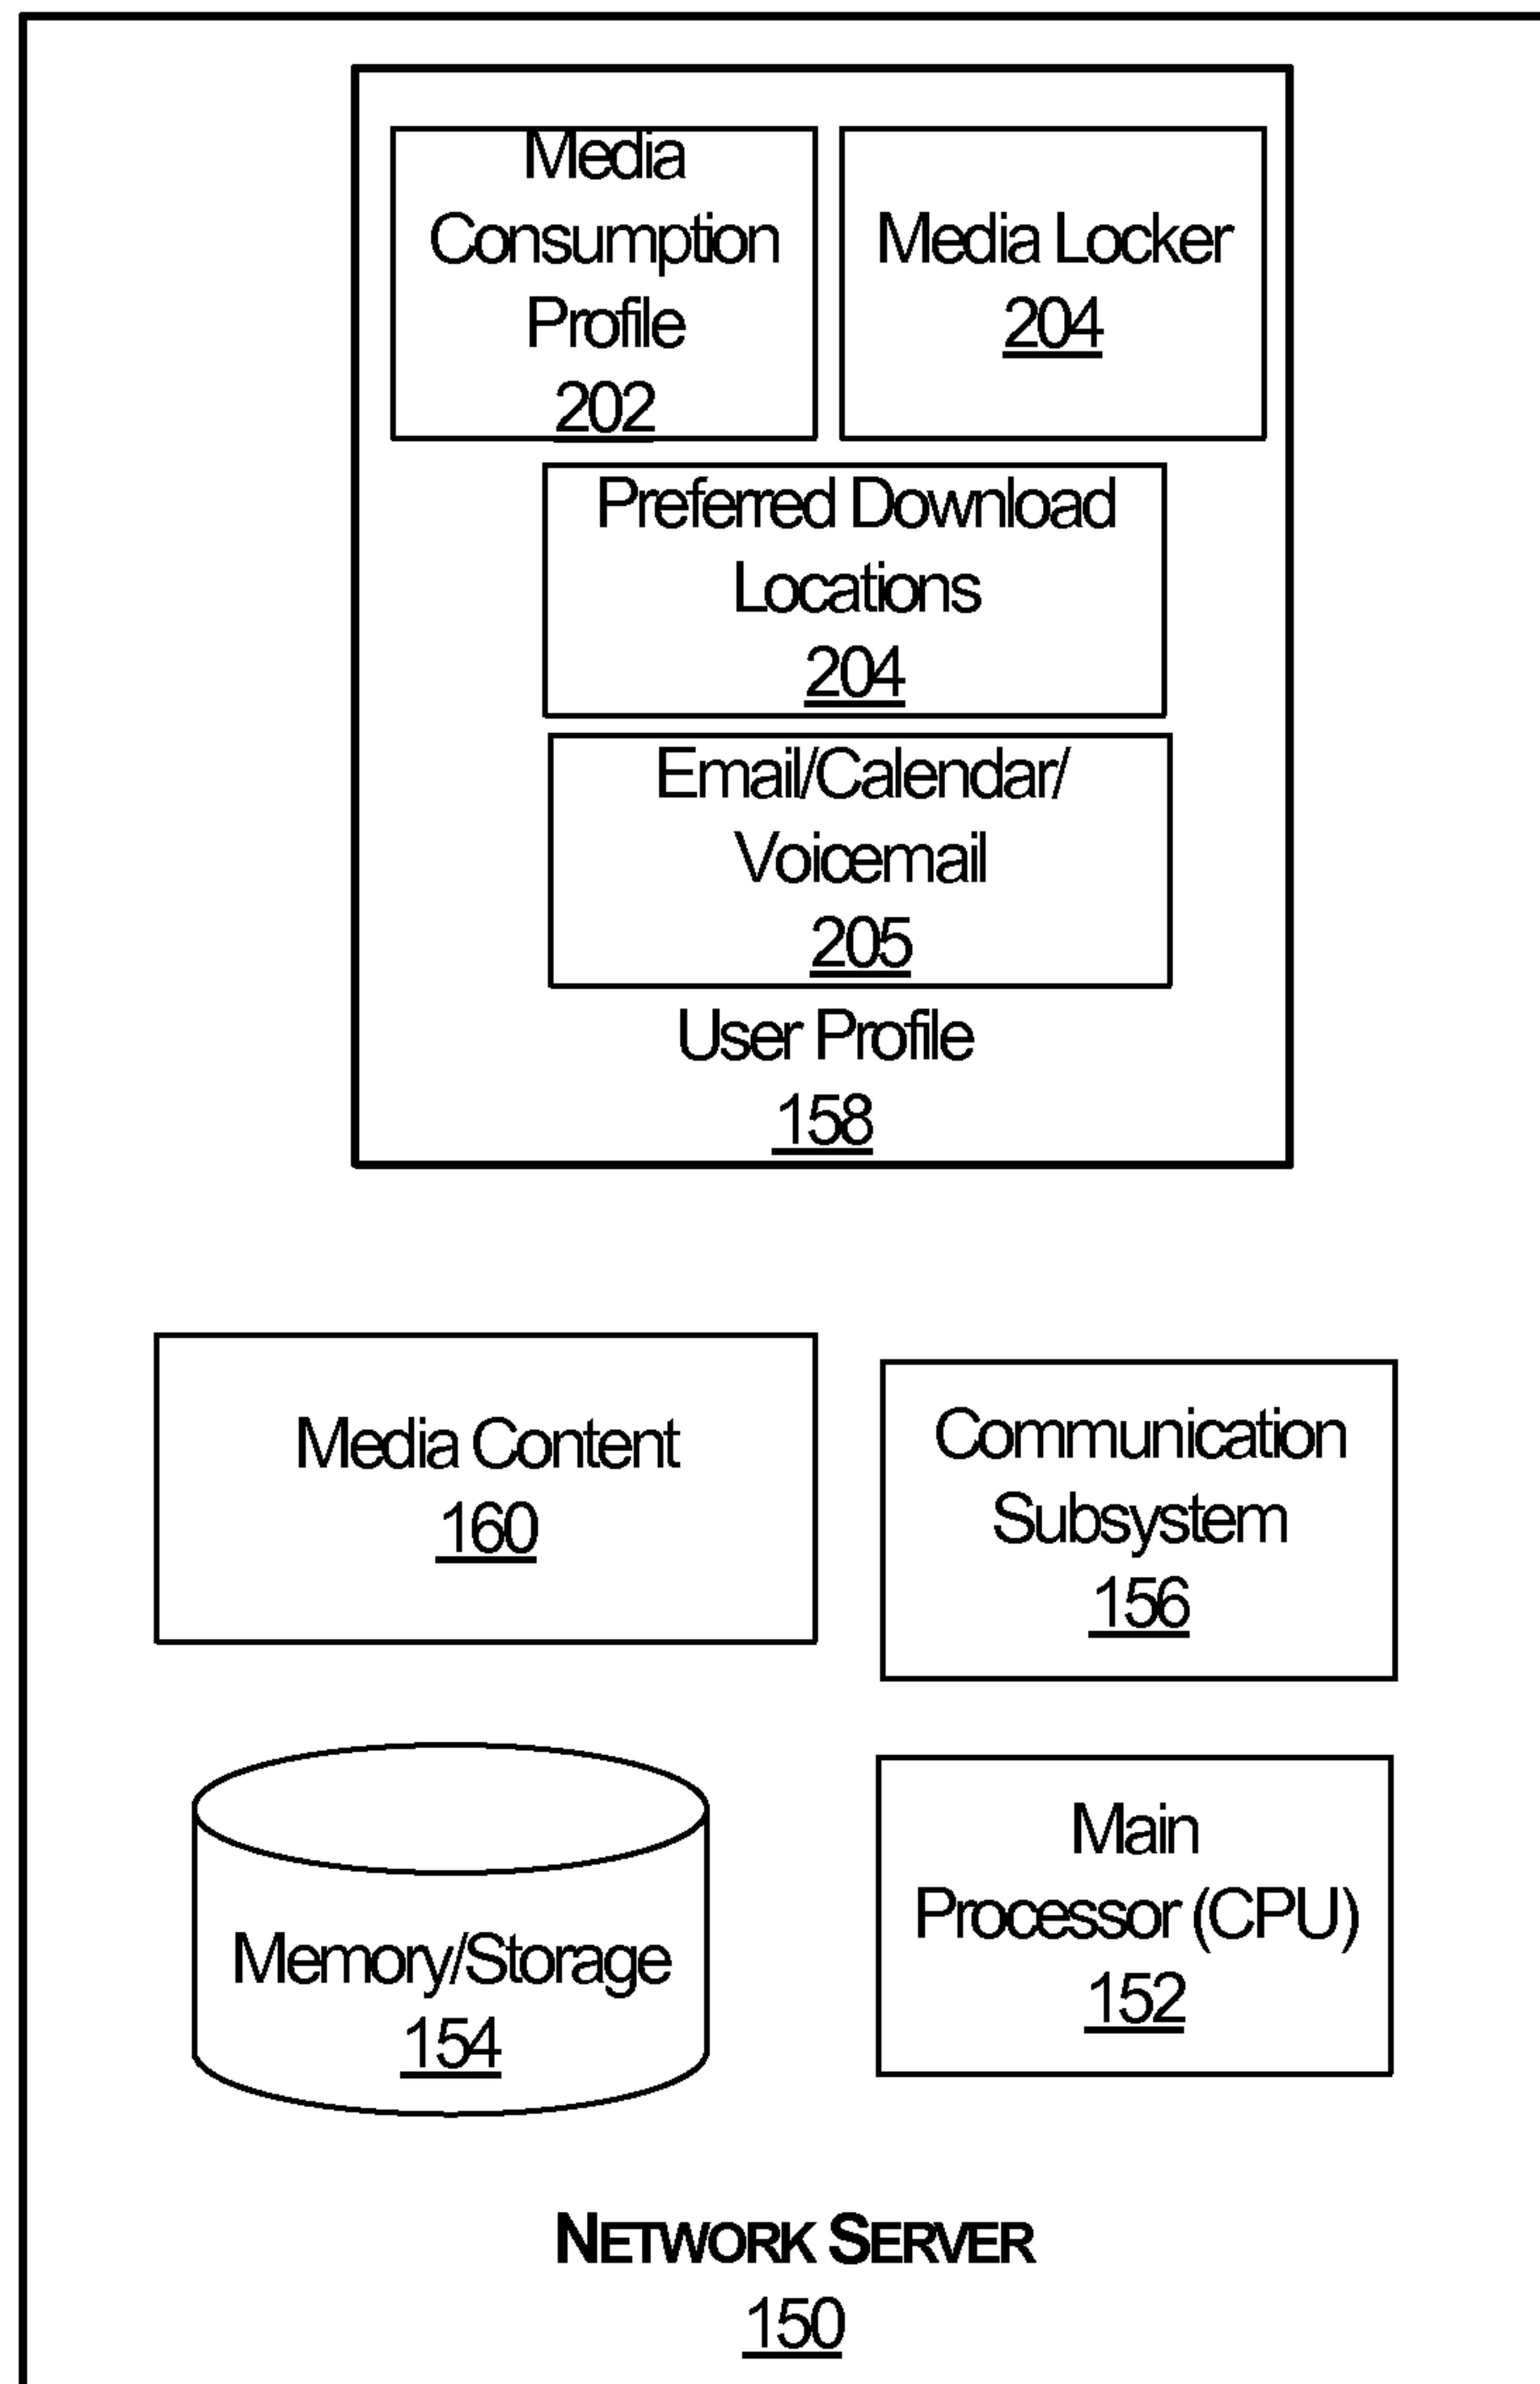 Media
Consumption
Profile
202
Media Locker
204
Preferred Download
Locations
204
Email/Calendar/
Voicemail
205
User Profile
158
Media Content
160
Communication
Subsystem
156
Memory/Storage
154
Main
Processor (CPU)
152
NETWORK SERVER
150